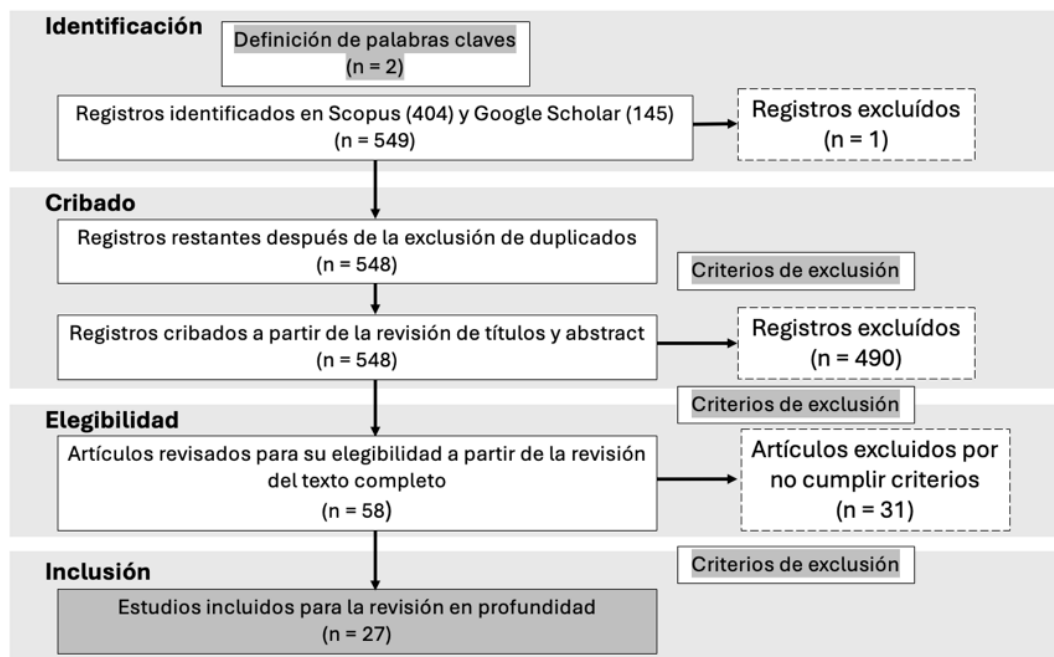 Identificación
Definición de palabras claves
(n = 2)
Registros identificados en Scopus (404) y Google Scholar (145)
(n = 549)
Registros excluídos
(n = 1)
Cribado
Registros restantes después de la exclusión de duplicados
(n = 548)
Criterios de exclusión
Registros cribados a partir de la revisión de títulos y abstract
(n = 548)
Registros excluídos
(n = 490)
Criterios de exclusión
Elegibilidad
Artículos revisados para su elegibilidad a partir de la revisión
del texto completo
(n = 58)
Artículos excluidos por
no cumplir criterios
(n = 31)
Criterios de exclusión
Inclusión
Estudios incluidos para la revisión en profundidad
(n = 27)